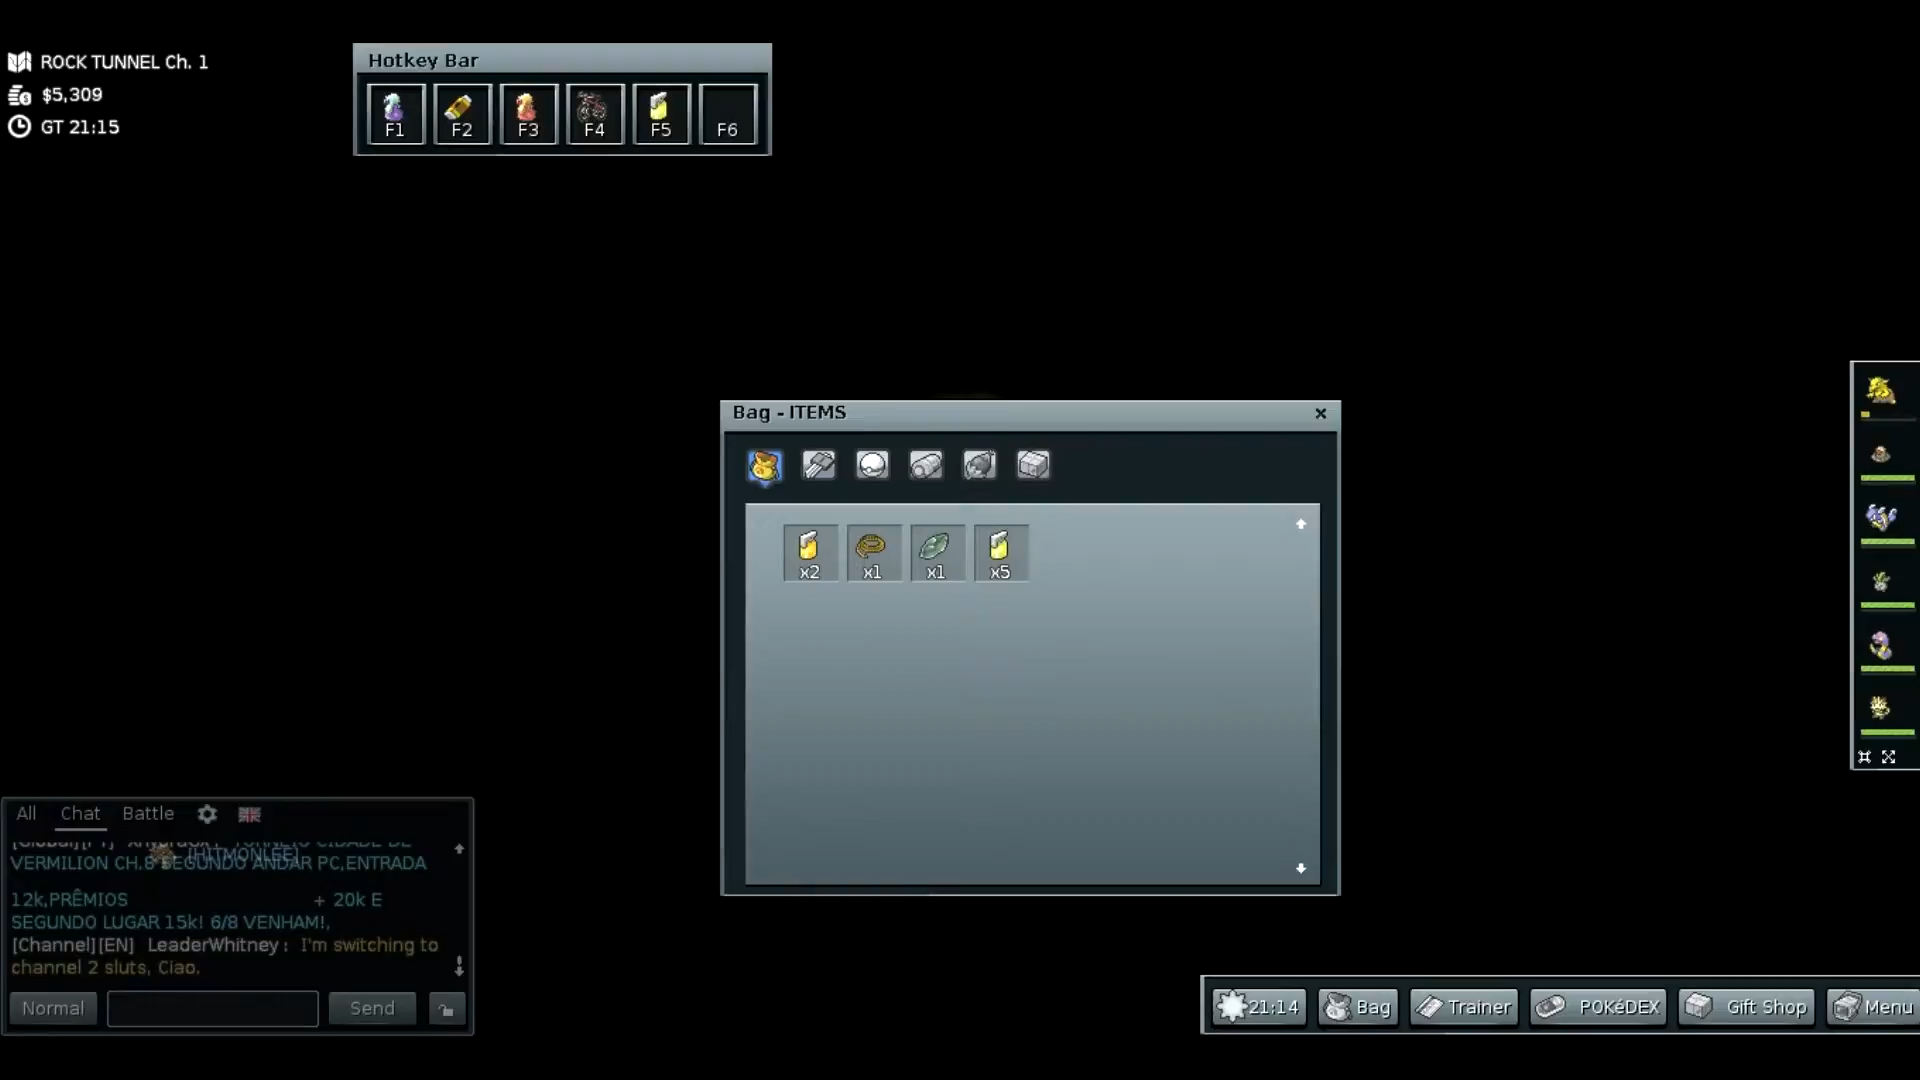 ROCK TUNNEL Ch. 1
$5,309
GT 21:15
Hotkey Bar
F1 F2 F3 F4 F5 F6
Bag - ITEMS
x2 x1 x1 x5
All Chat Battle
[HITMONLEE]
VERMILION CH.8 SEGUNDO ANDAR PC,ENTRADA
12k,PRÊMIOS + 20k E
SEGUNDO LUGAR 15k! 6/8 VENHAM!,
[Channel][EN] LeaderWhitney: I'm switching to
channel 2 sluts, Ciao.
Normal Send
21:14 Bag Trainer POKéDEX Gift Shop Menu